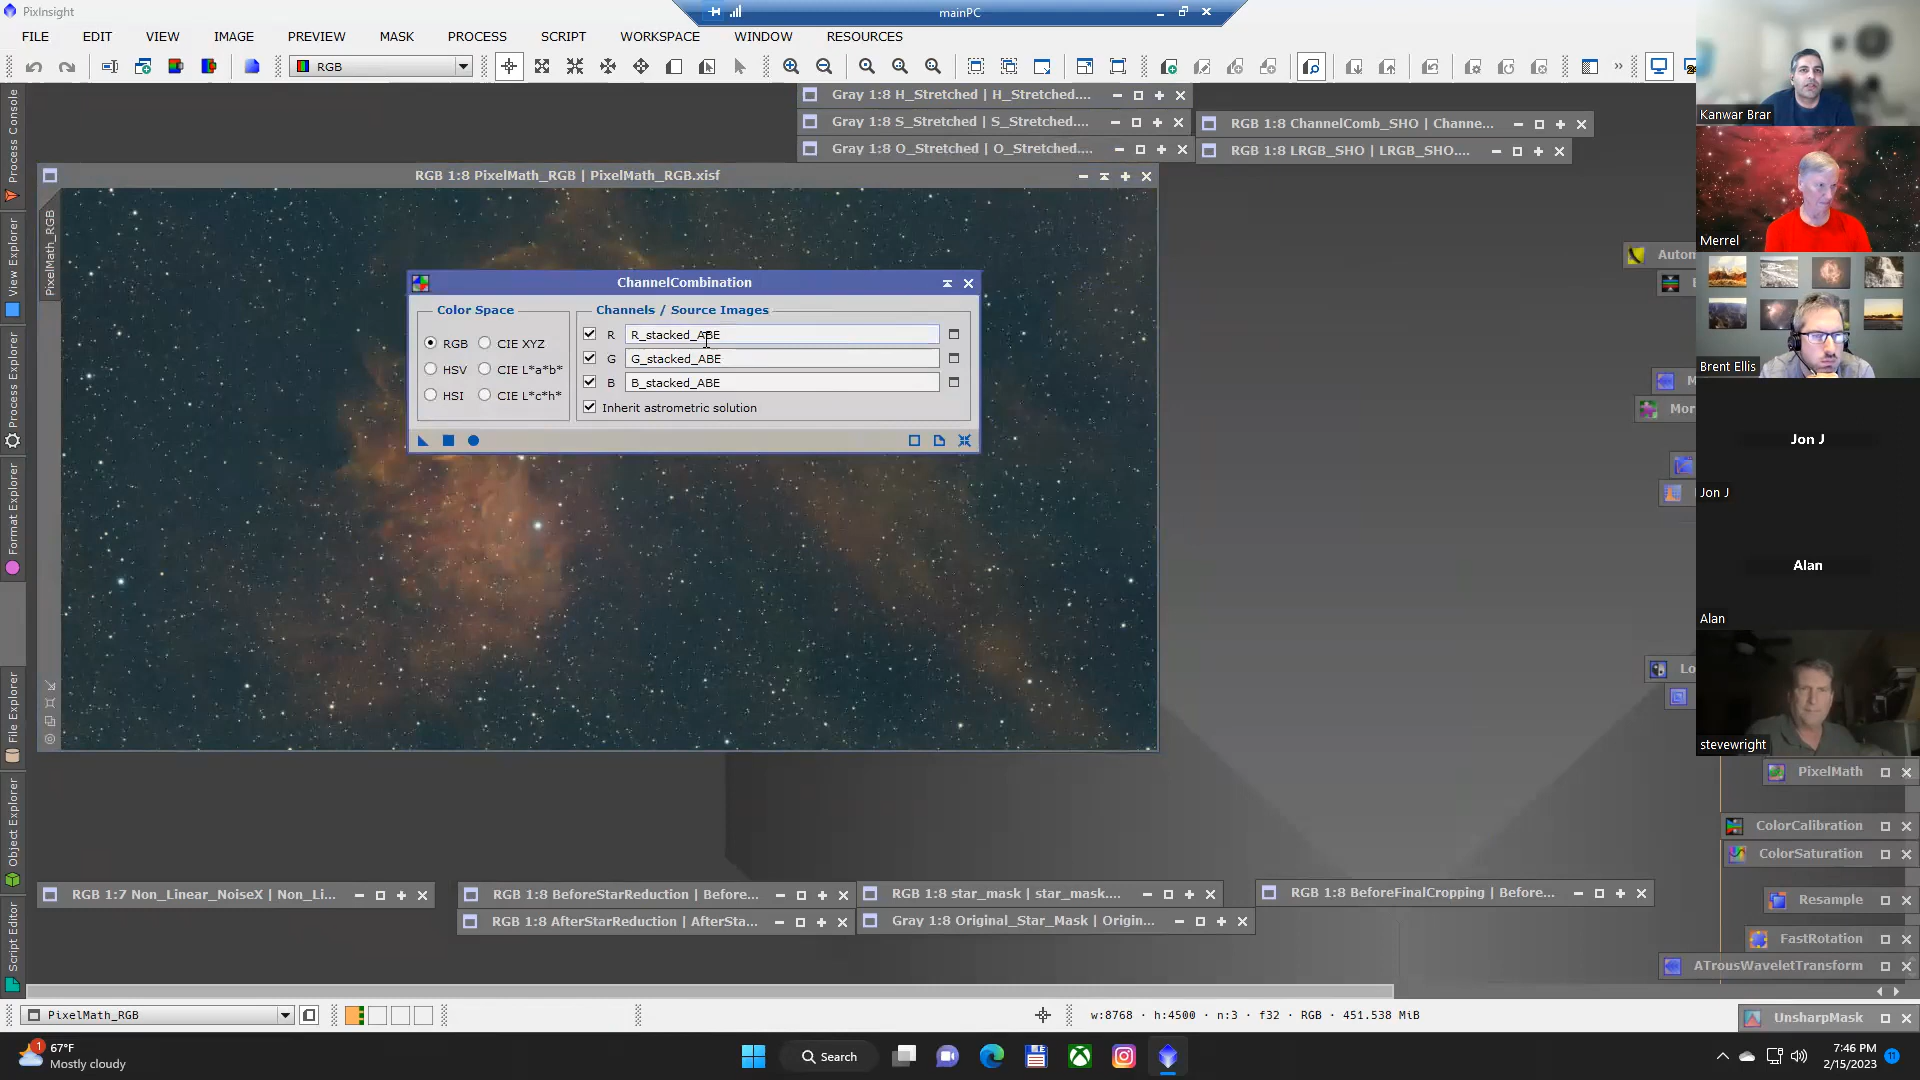 PixInsight
mainPC
FILE EDIT VIEW IMAGE PREVIEW MASK PROCESS SCRIPT WORKSPACE WINDOW RESOURCES
RGB
Gray 1:8 H_Stretched | H_Stretched....
Gray 1:8 S_Stretched | S_Stretched....
Gray 1:8 O_Stretched | O_Stretched....
RGB 1:8 ChannelComb_SHO | Channe...
RGB 1:8 LRGB_SHO | LRGB_SHO....
RGB 1:8 PixelMath_RGB | PixelMath_RGB.xisf
PixelMath_RGB
Process Console
View Explorer
Process Explorer
Format Explorer
File Explorer
Object Explorer
Script Editor
ChannelCombination
Color Space
RGB CIE XYZ
HSV CIE L*a*b*
HSI CIE L*c*h*
Channels / Source Images
R R_stacked_ABE
G G_stacked_ABE
B B_stacked_ABE
Inherit astrometric solution
Kanwar Brar
Merrel
Brent Ellis
Jon J
Jon J
Alan
Alan
stevewright
Auton
Mor
Lo
PixelMath
ColorCalibration
ColorSaturation
Resample
FastRotation
ATrousWaveletTransform
UnsharpMask
RGB 1:7 Non_Linear_NoiseX | Non_Li...
RGB 1:8 BeforeStarReduction | Before...
RGB 1:8 star_mask | star_mask....
RGB 1:8 BeforeFinalCropping | Before...
RGB 1:8 AfterStarReduction | AfterSta...
Gray 1:8 Original_Star_Mask | Origin...
PixelMath_RGB
w:8768 · h:4500 · n:3 · f32 · RGB · 451.538 MiB
1
67°F
Mostly cloudy
Search
7:46 PM
2/15/2023
11